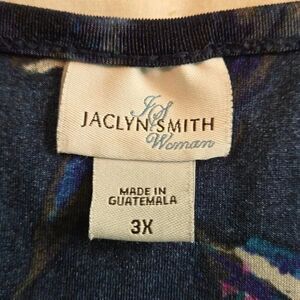 JS
JACLYN SMITH
Woman
MADE IN
GUATEMALA
3X